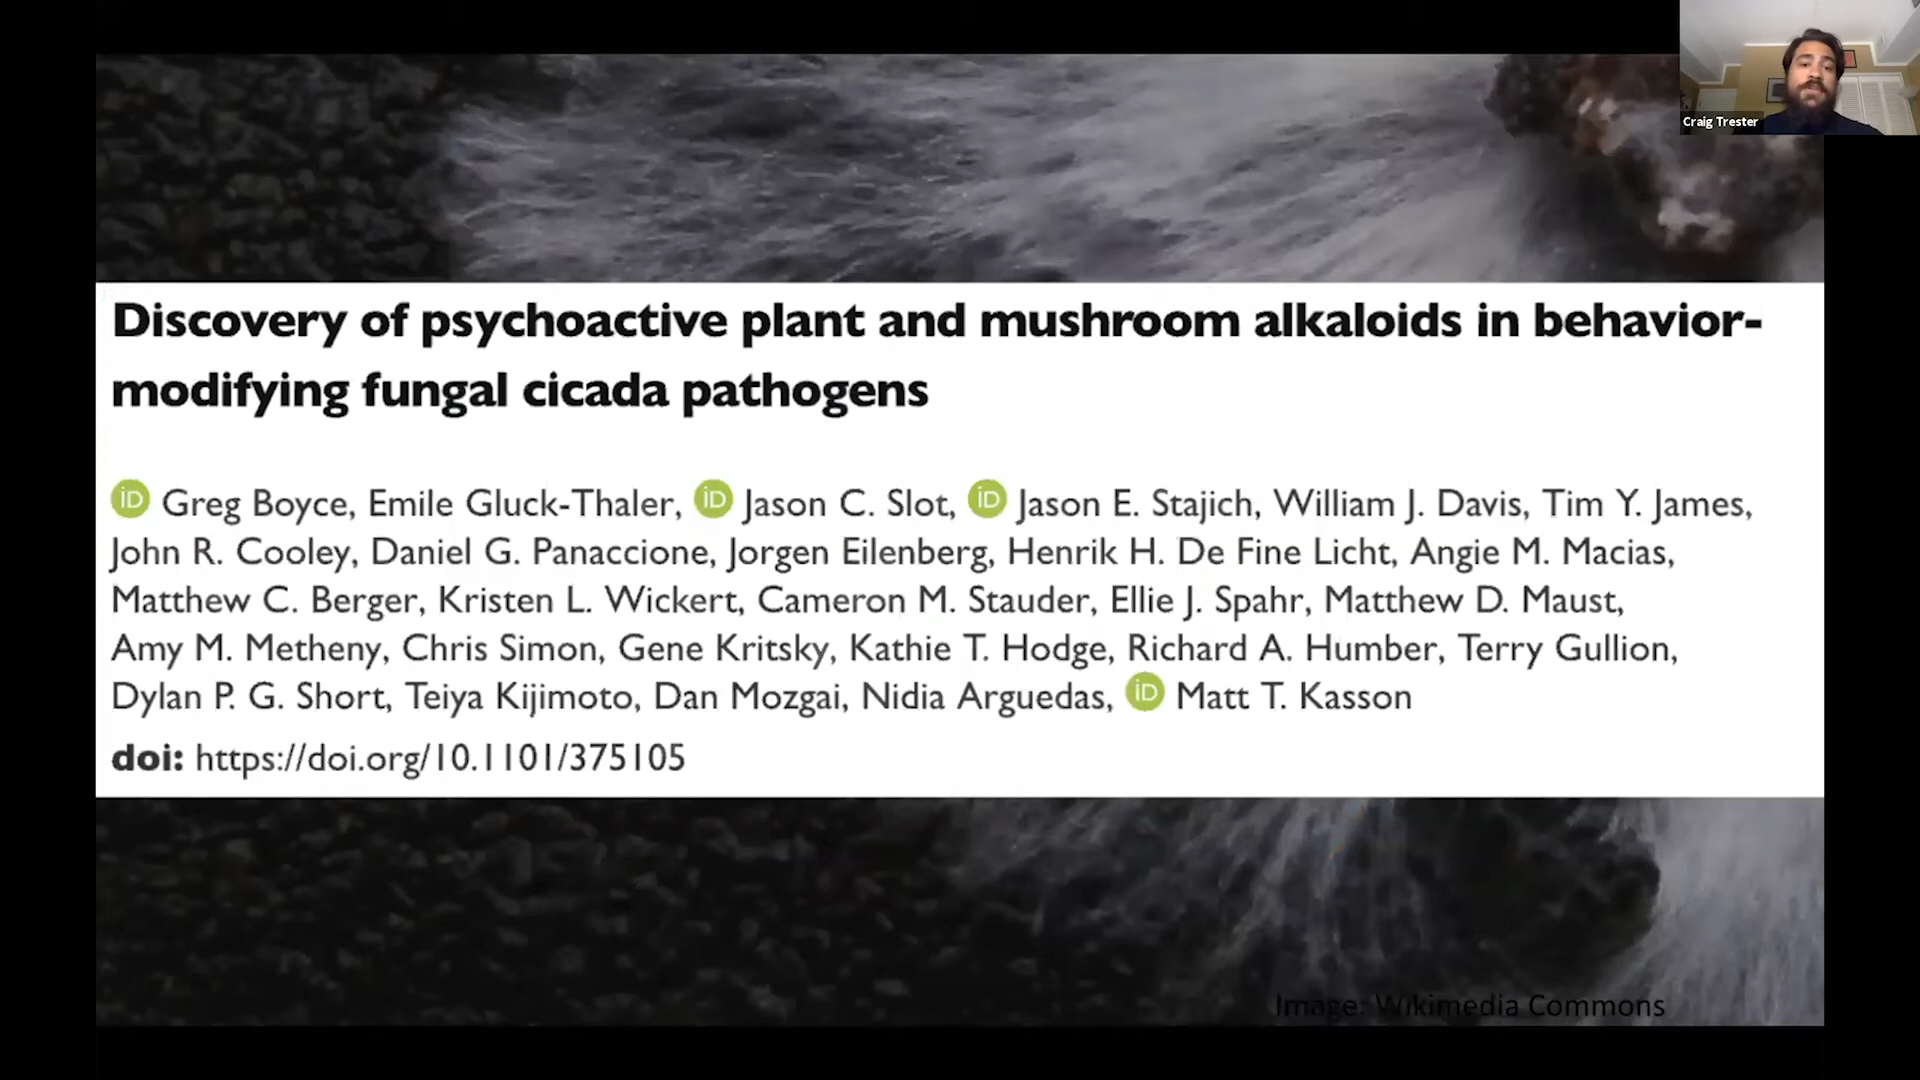 Craig Trester
Discovery of psychoactive plant and mushroom alkaloids in behavior-
modifying fungal cicada pathogens
iD Greg Boyce, Emile Gluck-Thaler, iD Jason C. Slot, iD Jason E. Stajich, William J. Davis, Tim Y. James,
John R. Cooley, Daniel G. Panaccione, Jorgen Eilenberg, Henrik H. De Fine Licht, Angie M. Macias,
Matthew C. Berger, Kristen L. Wickert, Cameron M. Stauder, Ellie J. Spahr, Matthew D. Maust,
Amy M. Metheny, Chris Simon, Gene Kritsky, Kathie T. Hodge, Richard A. Humber, Terry Gullion,
Dylan P. G. Short, Teiya Kijimoto, Dan Mozgai, Nidia Arguedas, iD Matt T. Kasson
doi: https://doi.org/10.1101/375105
Image: Wikimedia Commons